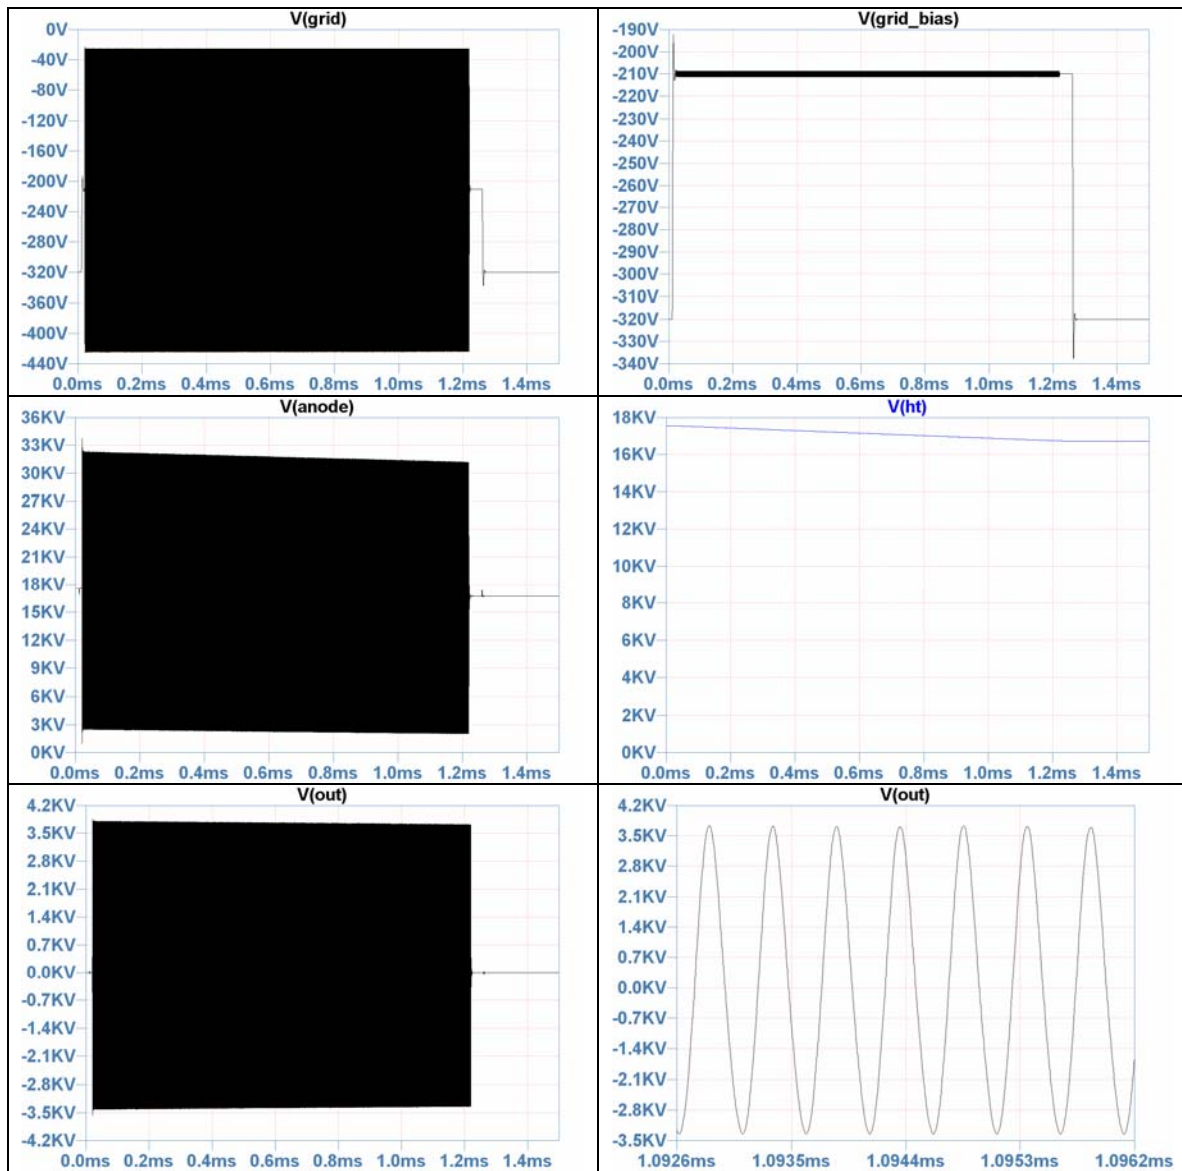 V(grid)
0V
-40V
-80V
-120V
-160V
-200V
-240V
-280V
-320V
-360V
-400V
-440V
0.0ms 0.2ms 0.4ms 0.6ms 0.8ms 1.0ms 1.2ms 1.4ms
V(grid_bias)
-190V
-200V
-210V
-220V
-230V
-240V
-250V
-260V
-270V
-280V
-290V
-300V
-310V
-320V
-330V
-340V
0.0ms 0.2ms 0.4ms 0.6ms 0.8ms 1.0ms 1.2ms 1.4ms
V(anode)
36KV
33KV
30KV
27KV
24KV
21KV
18KV
15KV
12KV
9KV
6KV
3KV
0KV
0.0ms 0.2ms 0.4ms 0.6ms 0.8ms 1.0ms 1.2ms 1.4ms
V(ht)
18KV
16KV
14KV
12KV
10KV
8KV
6KV
4KV
2KV
0KV
0.0ms 0.2ms 0.4ms 0.6ms 0.8ms 1.0ms 1.2ms 1.4ms
V(out)
4.2KV
3.5KV
2.8KV
2.1KV
1.4KV
0.7KV
0.0KV
-0.7KV
-1.4KV
-2.1KV
-2.8KV
-3.5KV
-4.2KV
0.0ms 0.2ms 0.4ms 0.6ms 0.8ms 1.0ms 1.2ms 1.4ms
V(out)
4.2KV
3.5KV
2.8KV
2.1KV
1.4KV
0.7KV
0.0KV
-0.7KV
-1.4KV
-2.1KV
-2.8KV
-3.5KV
1.0926ms 1.0935ms 1.0944ms 1.0953ms 1.0962ms